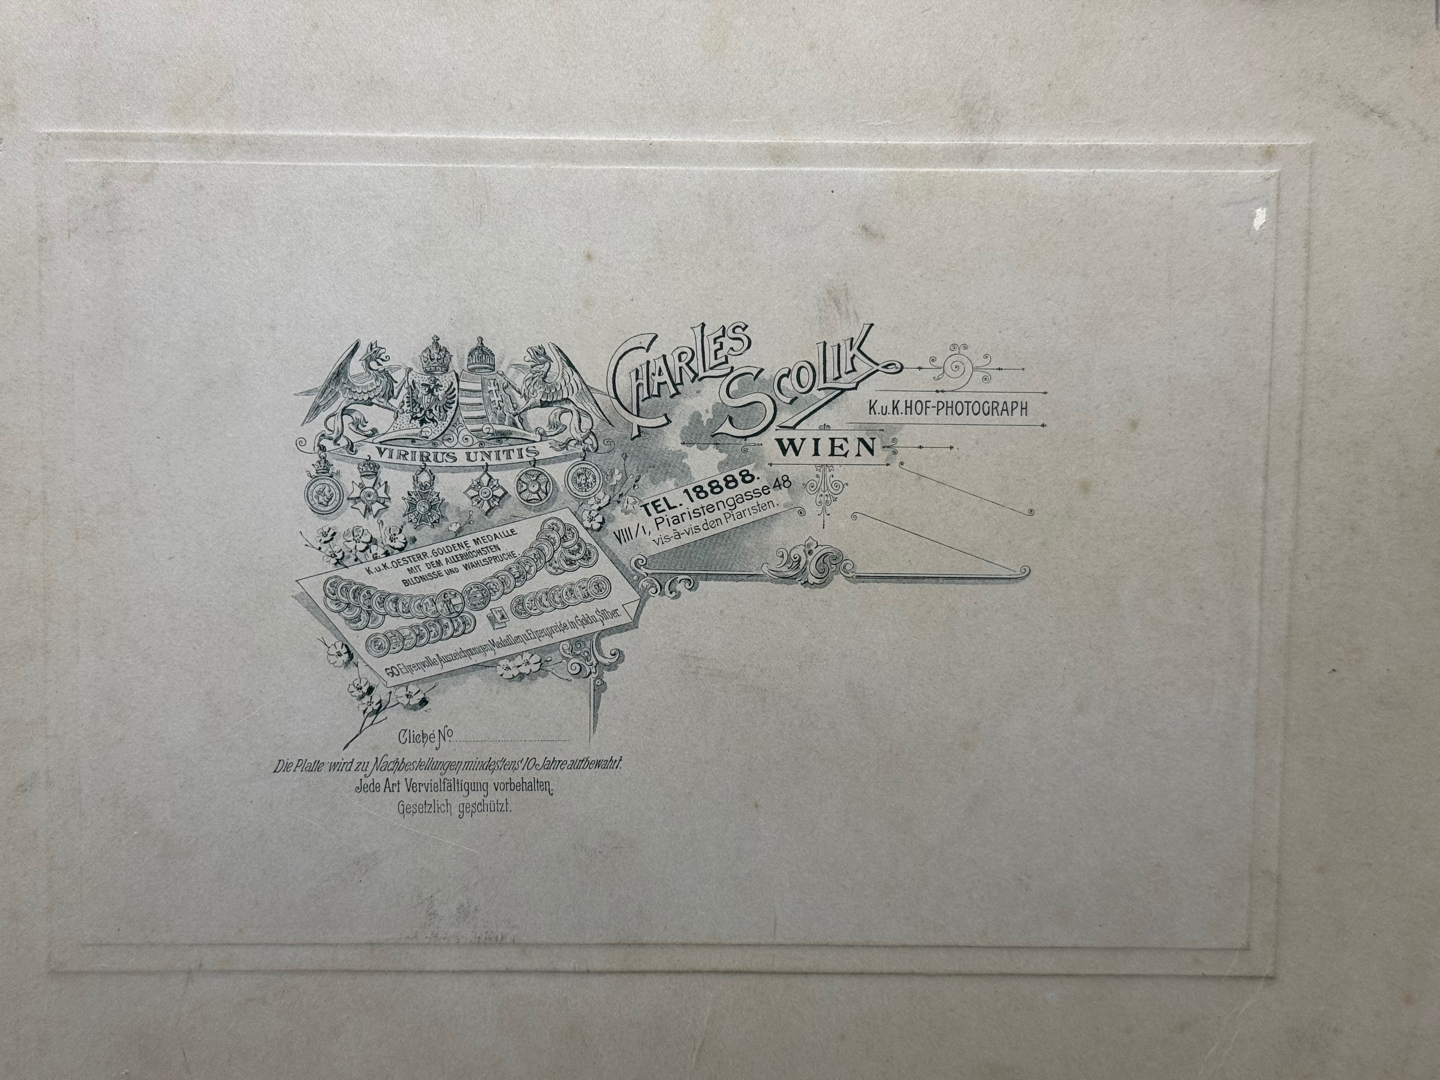 CHARLES
SCOLIK
K.u.K.HOF-PHOTOGRAPH
WIEN
VIRIBUS UNITIS
TEL. 18888.
VIII/1, Piaristengasse 48
vis-à-vis den Piaristen.
K.u.K.OESTERR.GOLDENE MEDAILLE
MIT DEM ALLERHÖCHSTEN
BILDNISSE UND WAHLSPRUCHE
60 Ehrenvolle Auszeichnungen Medaillen u. Ehrenpreise in Gold u. Silber.
Cliché No
Die Platte wird zu Nachbestellungen mindestens 10 Jahre aufbewahrt.
Jede Art Vervielfältigung vorbehalten.
Gesetzlich geschützt.